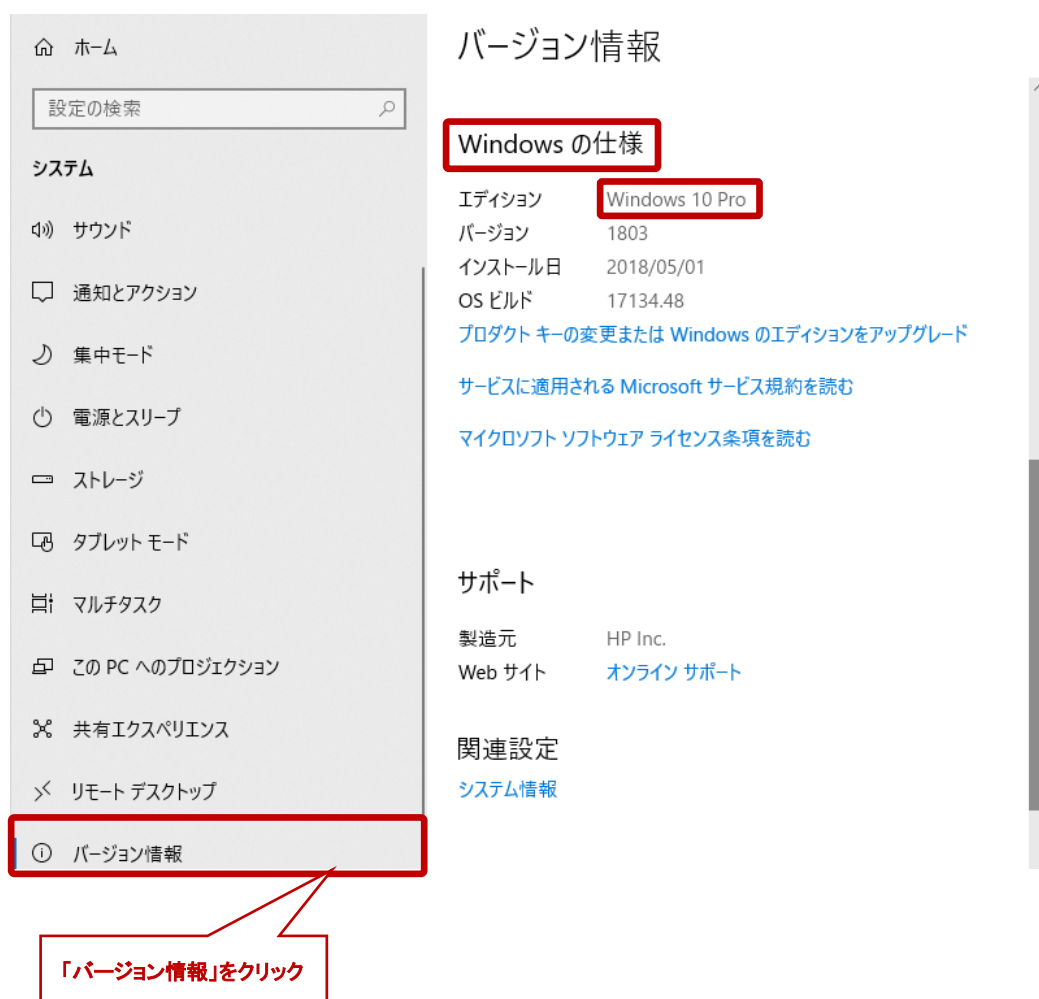 ホーム
設定の検索
システム
サウンド
通知とアクション
集中モード
電源とスリープ
ストレージ
タブレット モード
マルチタスク
この PC へのプロジェクション
共有エクスペリエンス
リモート デスクトップ
バージョン情報
「バージョン情報」をクリック
バージョン情報
Windows の仕様
エディション Windows 10 Pro
バージョン 1803
インストール日 2018/05/01
OS ビルド 17134.48
プロダクト キーの変更または Windows のエディションをアップグレード
サービスに適用される Microsoft サービス規約を読む
マイクロソフト ソフトウェア ライセンス条項を読む
サポート
製造元 HP Inc.
Web サイト オンライン サポート
関連設定
システム情報